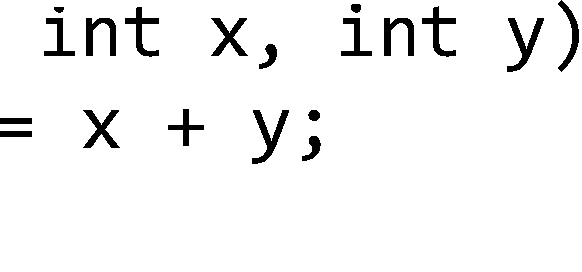 int x, int y)
= x + y;